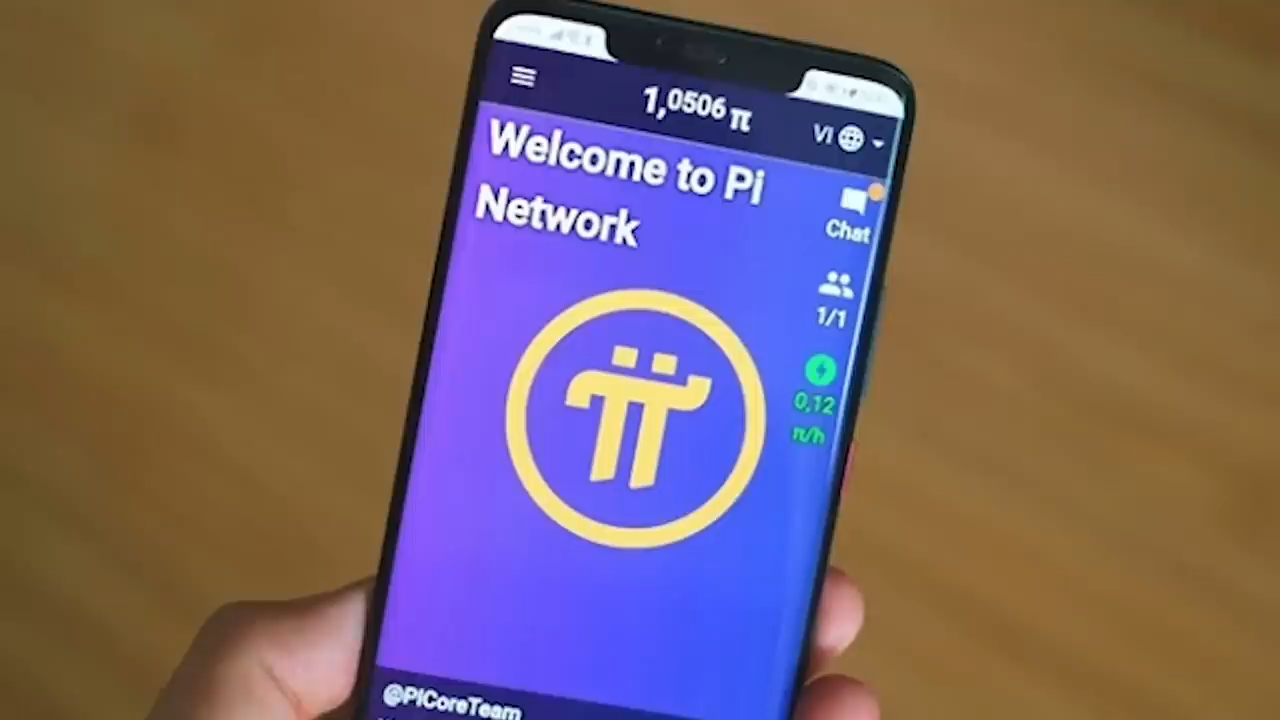 1,0506 π
VI
Welcome to Pi
Network
Chat
1/1
0,12
π/h
@PICoreTeam